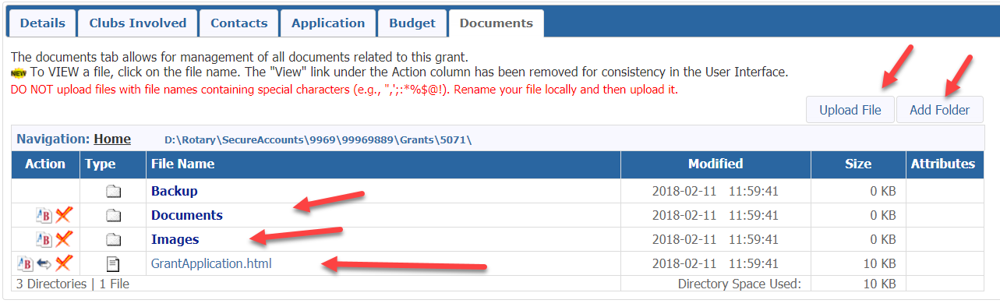 Details Clubs Involved Contacts Application Budget Documents
The documents tab allows for management of all documents related to this grant.
NEW To VIEW a file, click on the file name. The "View" link under the Action column has been removed for consistency in the User Interface.
DO NOT upload files with file names containing special characters (e.g., ",';:*%$@!). Rename your file locally and then upload it.
Upload File Add Folder
Navigation: Home D:\Rotary\SecureAccounts\9969\99969889\Grants\5071\
Action Type File Name Modified Size Attributes
Backup 2018-02-11 11:59:41 0 KB
AB Documents 2018-02-11 11:59:41 0 KB
AB Images 2018-02-11 11:59:41 0 KB
AB GrantApplication.html 2018-02-11 11:59:41 10 KB
3 Directories | 1 File Directory Space Used: 10 KB